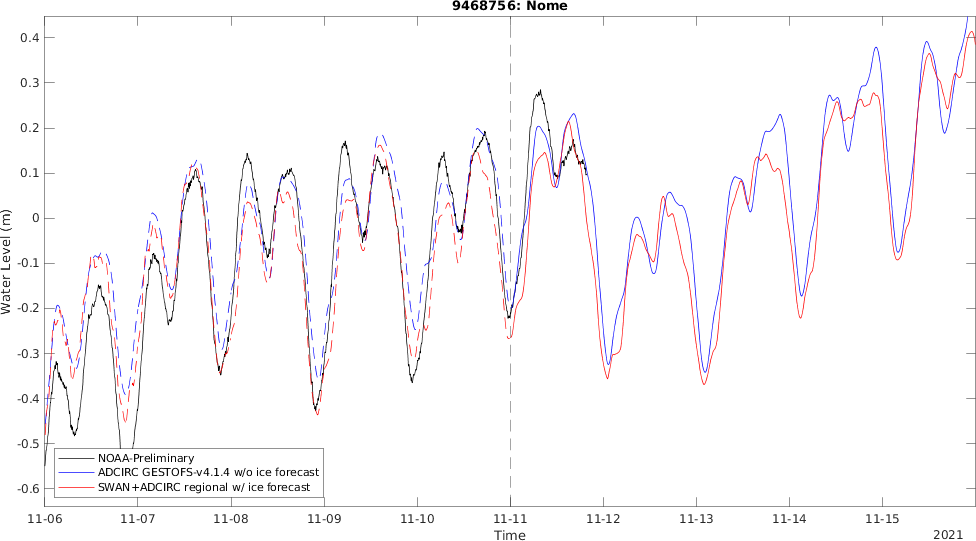 9468756: Nome
0.4
0.3
0.2
0.1
0
-0.1
-0.2
-0.3
-0.4
-0.5
-0.6
Water Level (m)
NOAA-Preliminary
ADCIRC GESTOFS-v4.1.4 w/o ice forecast
SWAN+ADCIRC regional w/ ice forecast
11-06 11-07 11-08 11-09 11-10 11-11 11-12 11-13 11-14 11-15
Time
2021